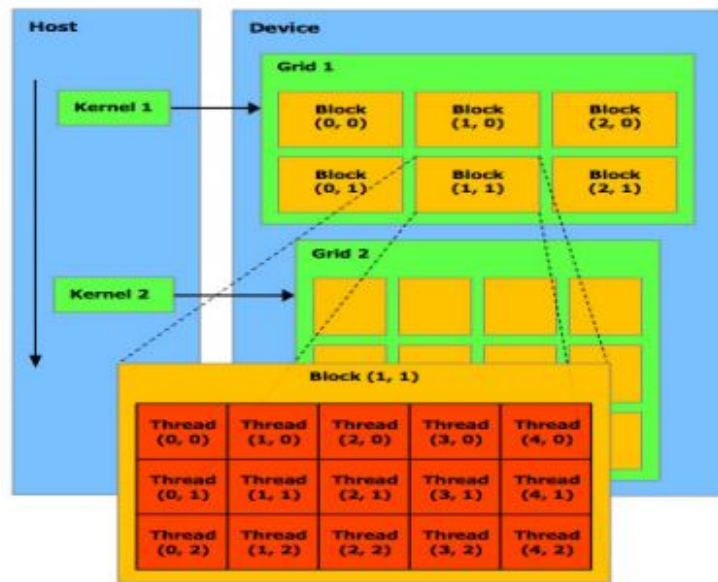 Host
Device
Grid 1
Kernel 1
Block Block Block
(0, 0) (1, 0) (2, 0)
Block Block Block
(0, 1) (1, 1) (2, 1)
Grid 2
Kernel 2
Block (1, 1)
Thread Thread Thread Thread Thread
(0, 0) (1, 0) (2, 0) (3, 0) (4, 0)
Thread Thread Thread Thread Thread
(0, 1) (1, 1) (2, 1) (3, 1) (4, 1)
Thread Thread Thread Thread Thread
(0, 2) (1, 2) (2, 2) (3, 2) (4, 2)